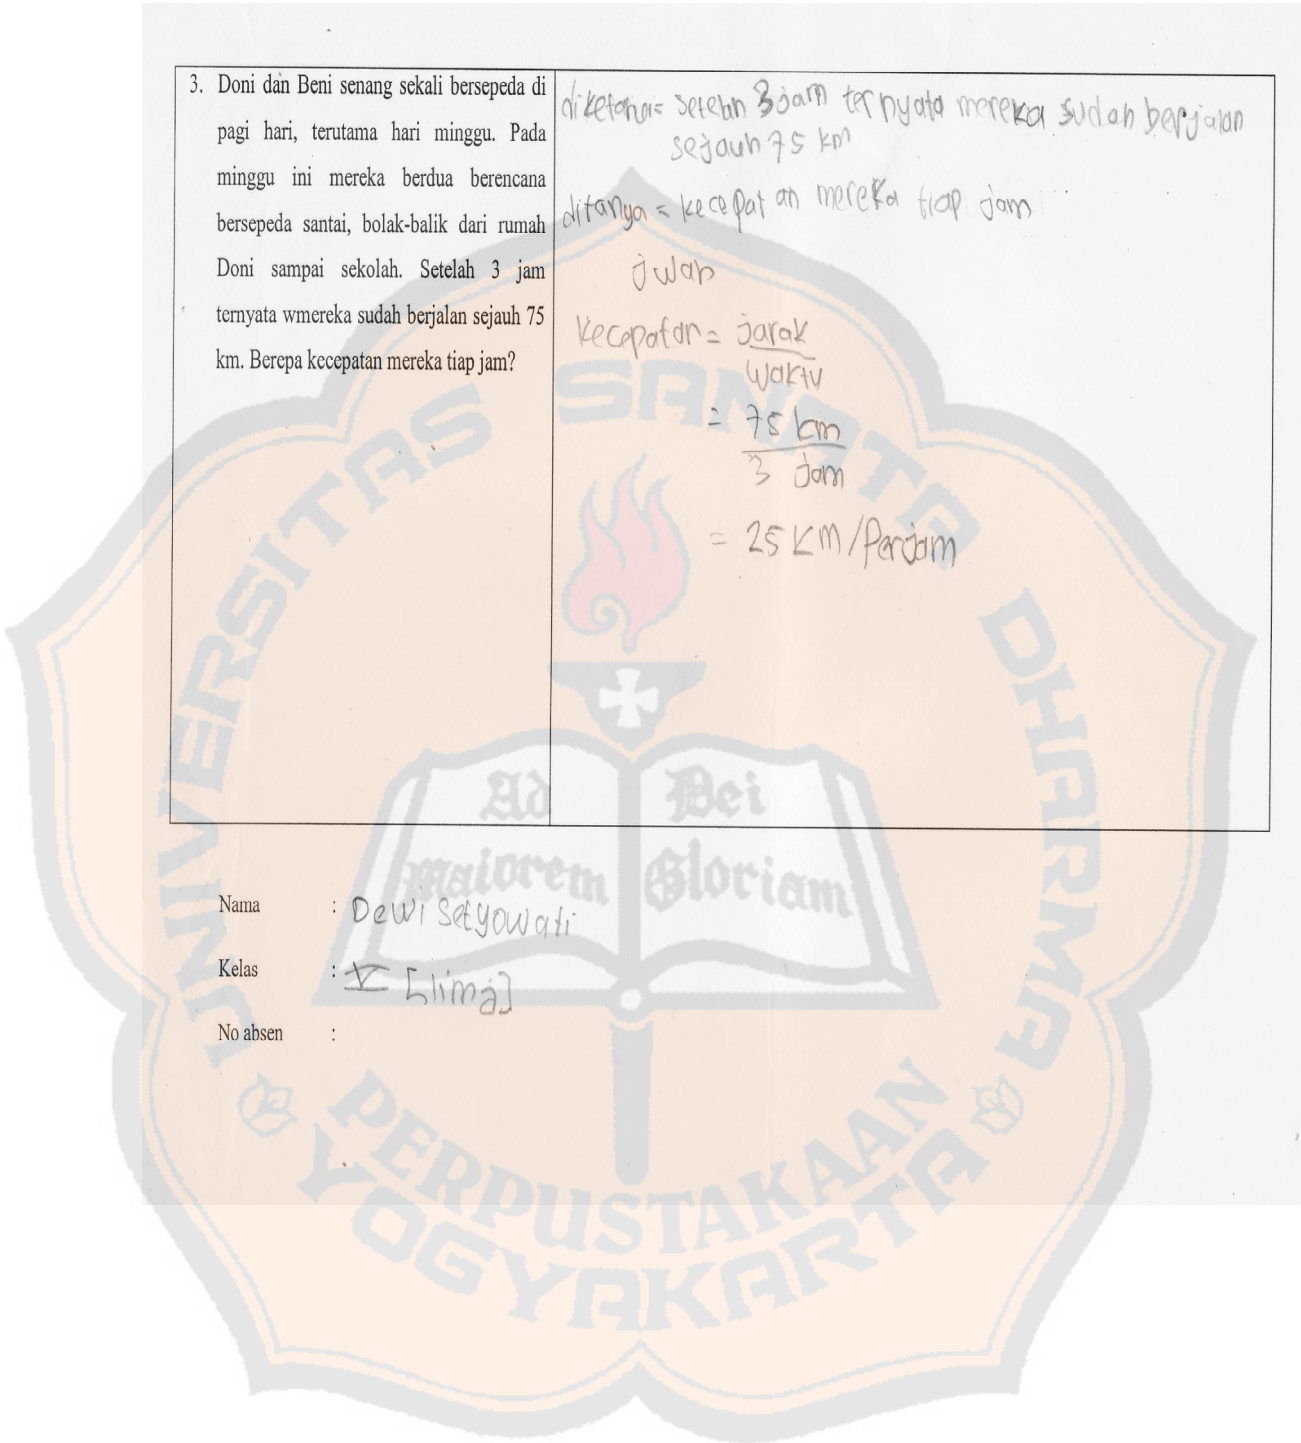 3. Doni dan Beni senang sekali bersepeda di
pagi hari, terutama hari minggu. Pada
minggu ini mereka berdua berencana
bersepeda santai, bolak-balik dari rumah
Doni sampai sekolah. Setelah 3 jam
ternyata wmereka sudah berjalan sejauh 75
km. Berepa kecepatan mereka tiap jam?
= setelah 3 jam ternyata mereka sudah berjalan
sejauh 75 km
ditanya = kecepatan mereka tiap jam
jwab
kecepatan = jarak
waktu
= 75 km
3 jam
= 25 KM/Perjam
UNIVERSITAS SANATA DHARMA
Ad Dei
maiorem Gloriam
Nama : Dewi Setyowati
Kelas : V [lima]
No absen :
PERPUSTAKAAN
YOGYAKARTA